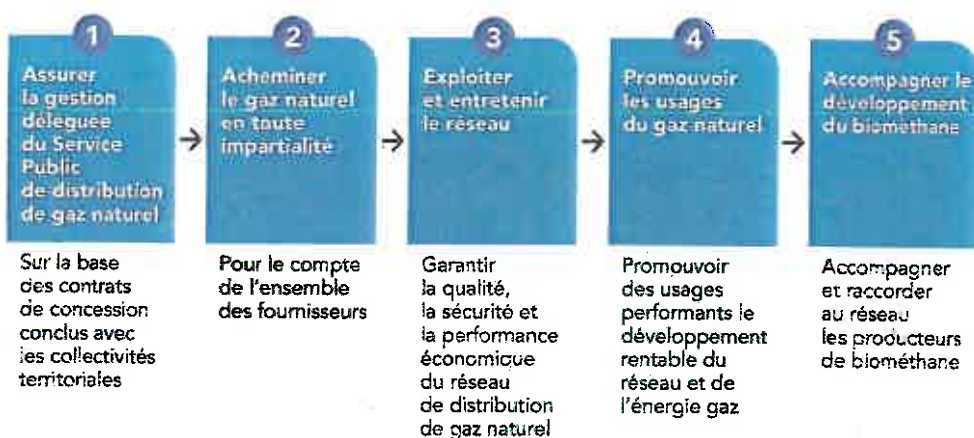 1
Assurer
la gestion
déleguée
du Service
Public
de distribution
de gaz naturel
Sur la base
des contrats
de concession
conclus avec
les collectivités
territoriales
2
Acheminer
le gaz naturel
en toute
impartialité
Pour le compte
de l'ensemble
des fournisseurs
3
Exploiter
et entretenir
le réseau
Garantir
la qualité,
la sécurité et
la performance
économique
du réseau
de distribution
de gaz naturel
4
Promouvoir
les usages
du gaz naturel
Promouvoir
des usages
performants le
développement
rentable du
réseau et de
l'énergie gaz
5
Accompagner le
développement
du biométhane
Accompagner
et raccorder
au réseau
les producteurs
de biométhane